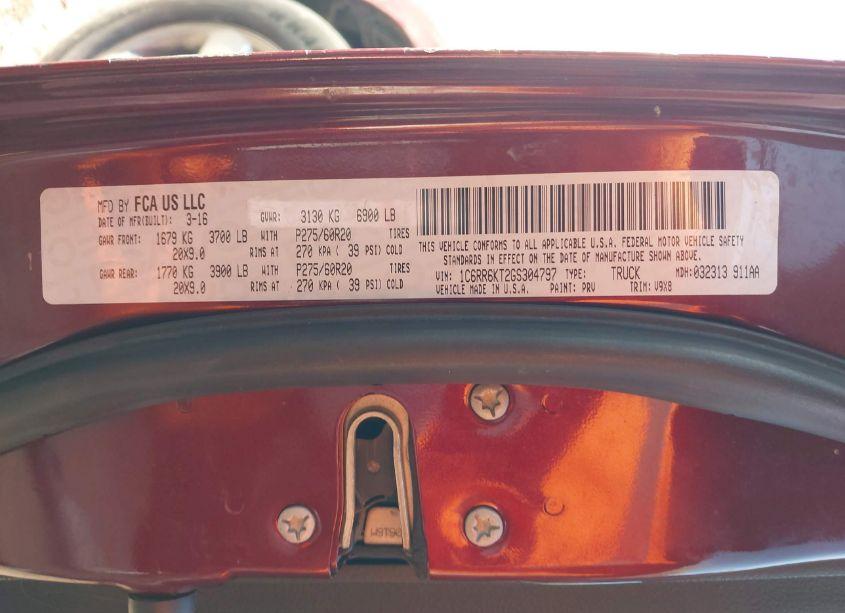 MFD BY FCA US LLC
DATE OF MFR(BUILT): 3-16 GVWR: 3130 KG 6900 LB
GAWR FRONT: 1679 KG 3700 LB WITH P275/60R20 TIRES
20X9.0 RIMS AT 270 KPA ( 39 PSI) COLD
GAWR REAR: 1770 KG 3900 LB WITH P275/60R20 TIRES
20X9.0 RIMS AT 270 KPA ( 39 PSI) COLD
THIS VEHICLE CONFORMS TO ALL APPLICABLE U.S.A. FEDERAL MOTOR VEHICLE SAFETY
STANDARDS IN EFFECT ON THE DATE OF MANUFACTURE SHOWN ABOVE.
VIN: 1C6RR6KT2GS304797 TYPE: TRUCK MDH: 032313 911AA
VEHICLE MADE IN U.S.A. PAINT: PRV TRIM: V9X8